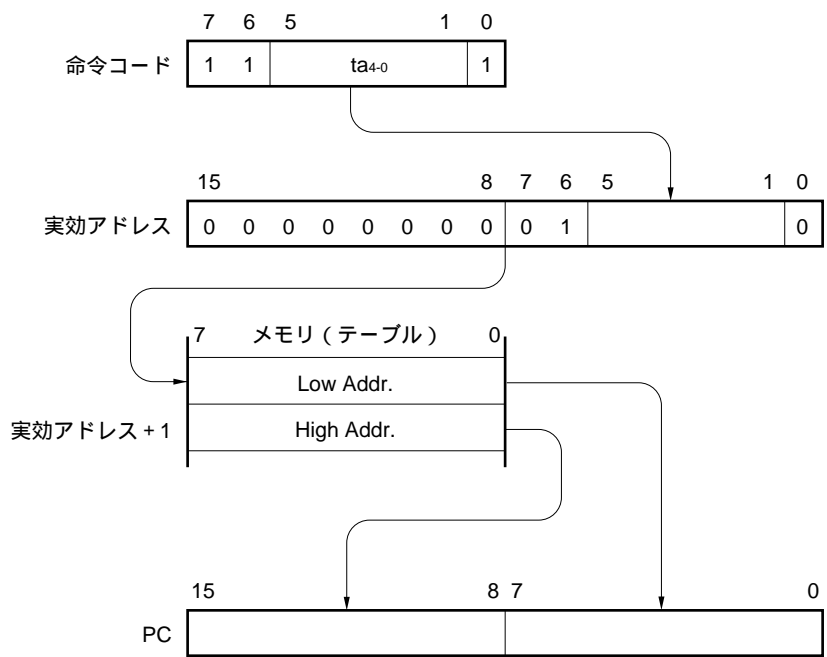 7 6 5 1 0
命令コード 1 1 ta4-0 1
15 8 7 6 5 1 0
実効アドレス 0 0 0 0 0 0 0 0 0 1 0
7 メモリ（テーブル） 0
Low Addr.
実効アドレス＋1 High Addr.
15 8 7 0
PC